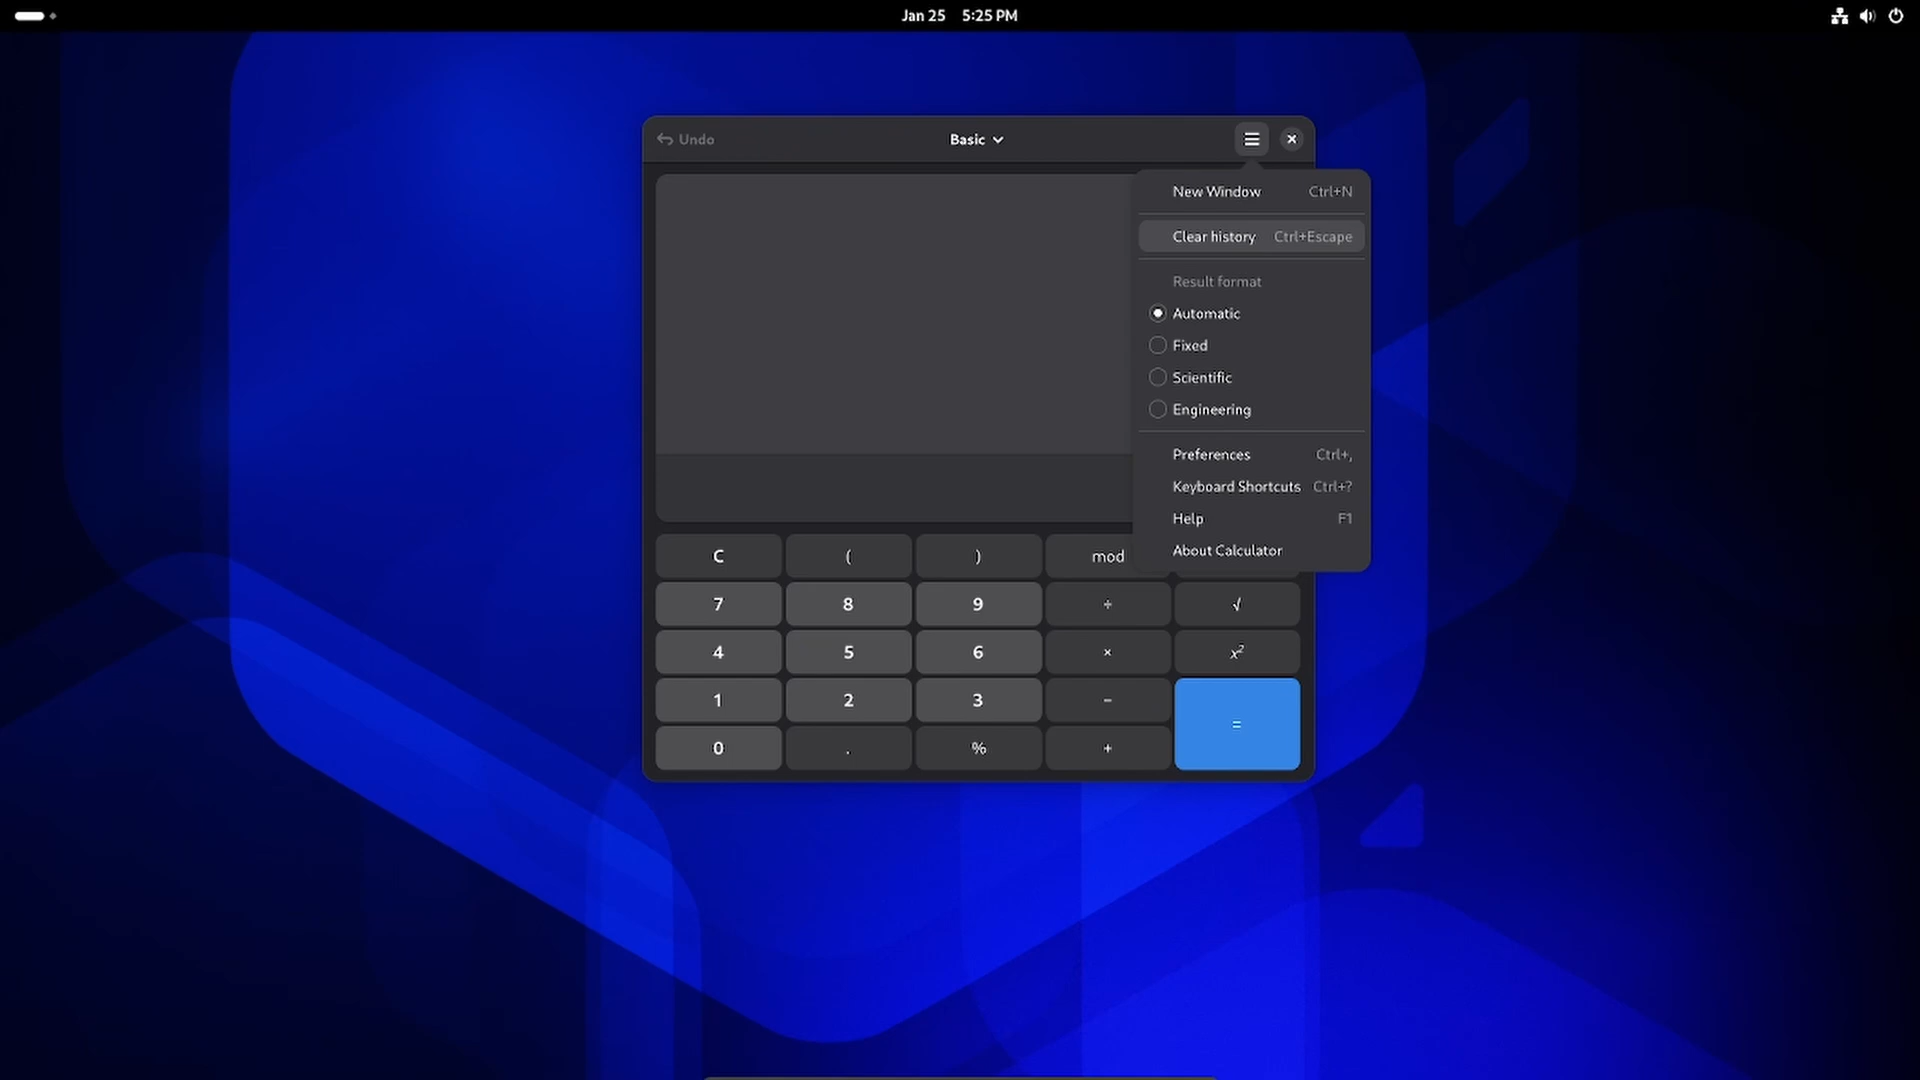 Jan 25 5:25 PM
Undo
Basic
New Window Ctrl+N
Clear history Ctrl+Escape
Result format
Automatic
Fixed
Scientific
Engineering
Preferences Ctrl+,
Keyboard Shortcuts Ctrl+?
Help F1
About Calculator
C ( ) mod
7 8 9 ÷ √
4 5 6 × x²
1 2 3 −
=
0 . % +